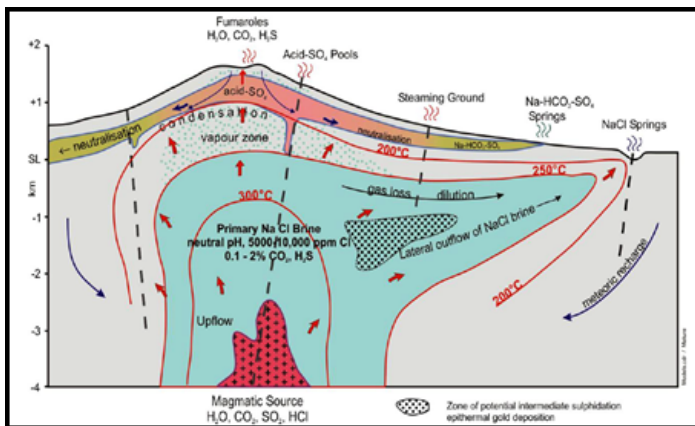 Fumaroles
H₂O, CO₂, H₂S
Acid-SO₄ Pools
Steaming Ground
Na-HCO₃-SO₄
Springs
NaCl Springs
+2
+1
SL
km
-1
-2
-3
-4
acid-SO₄
condensation
vapour zone
← neutralisation
neutralisation
Na-HCO₃-SO₄
200°C
250°C
300°C
gas loss
dilution
Primary Na Cl Brine
neutral pH, 5000/10,000 ppm Cl
0.1 - 2% CO₂, H₂S
Lateral outflow of NaCl brine
200°C
meteoric recharge
Upflow
Magmatic Source
H₂O, CO₂, SO₂, HCl
Zone of potential intermediate sulphidation
epithermal gold deposition